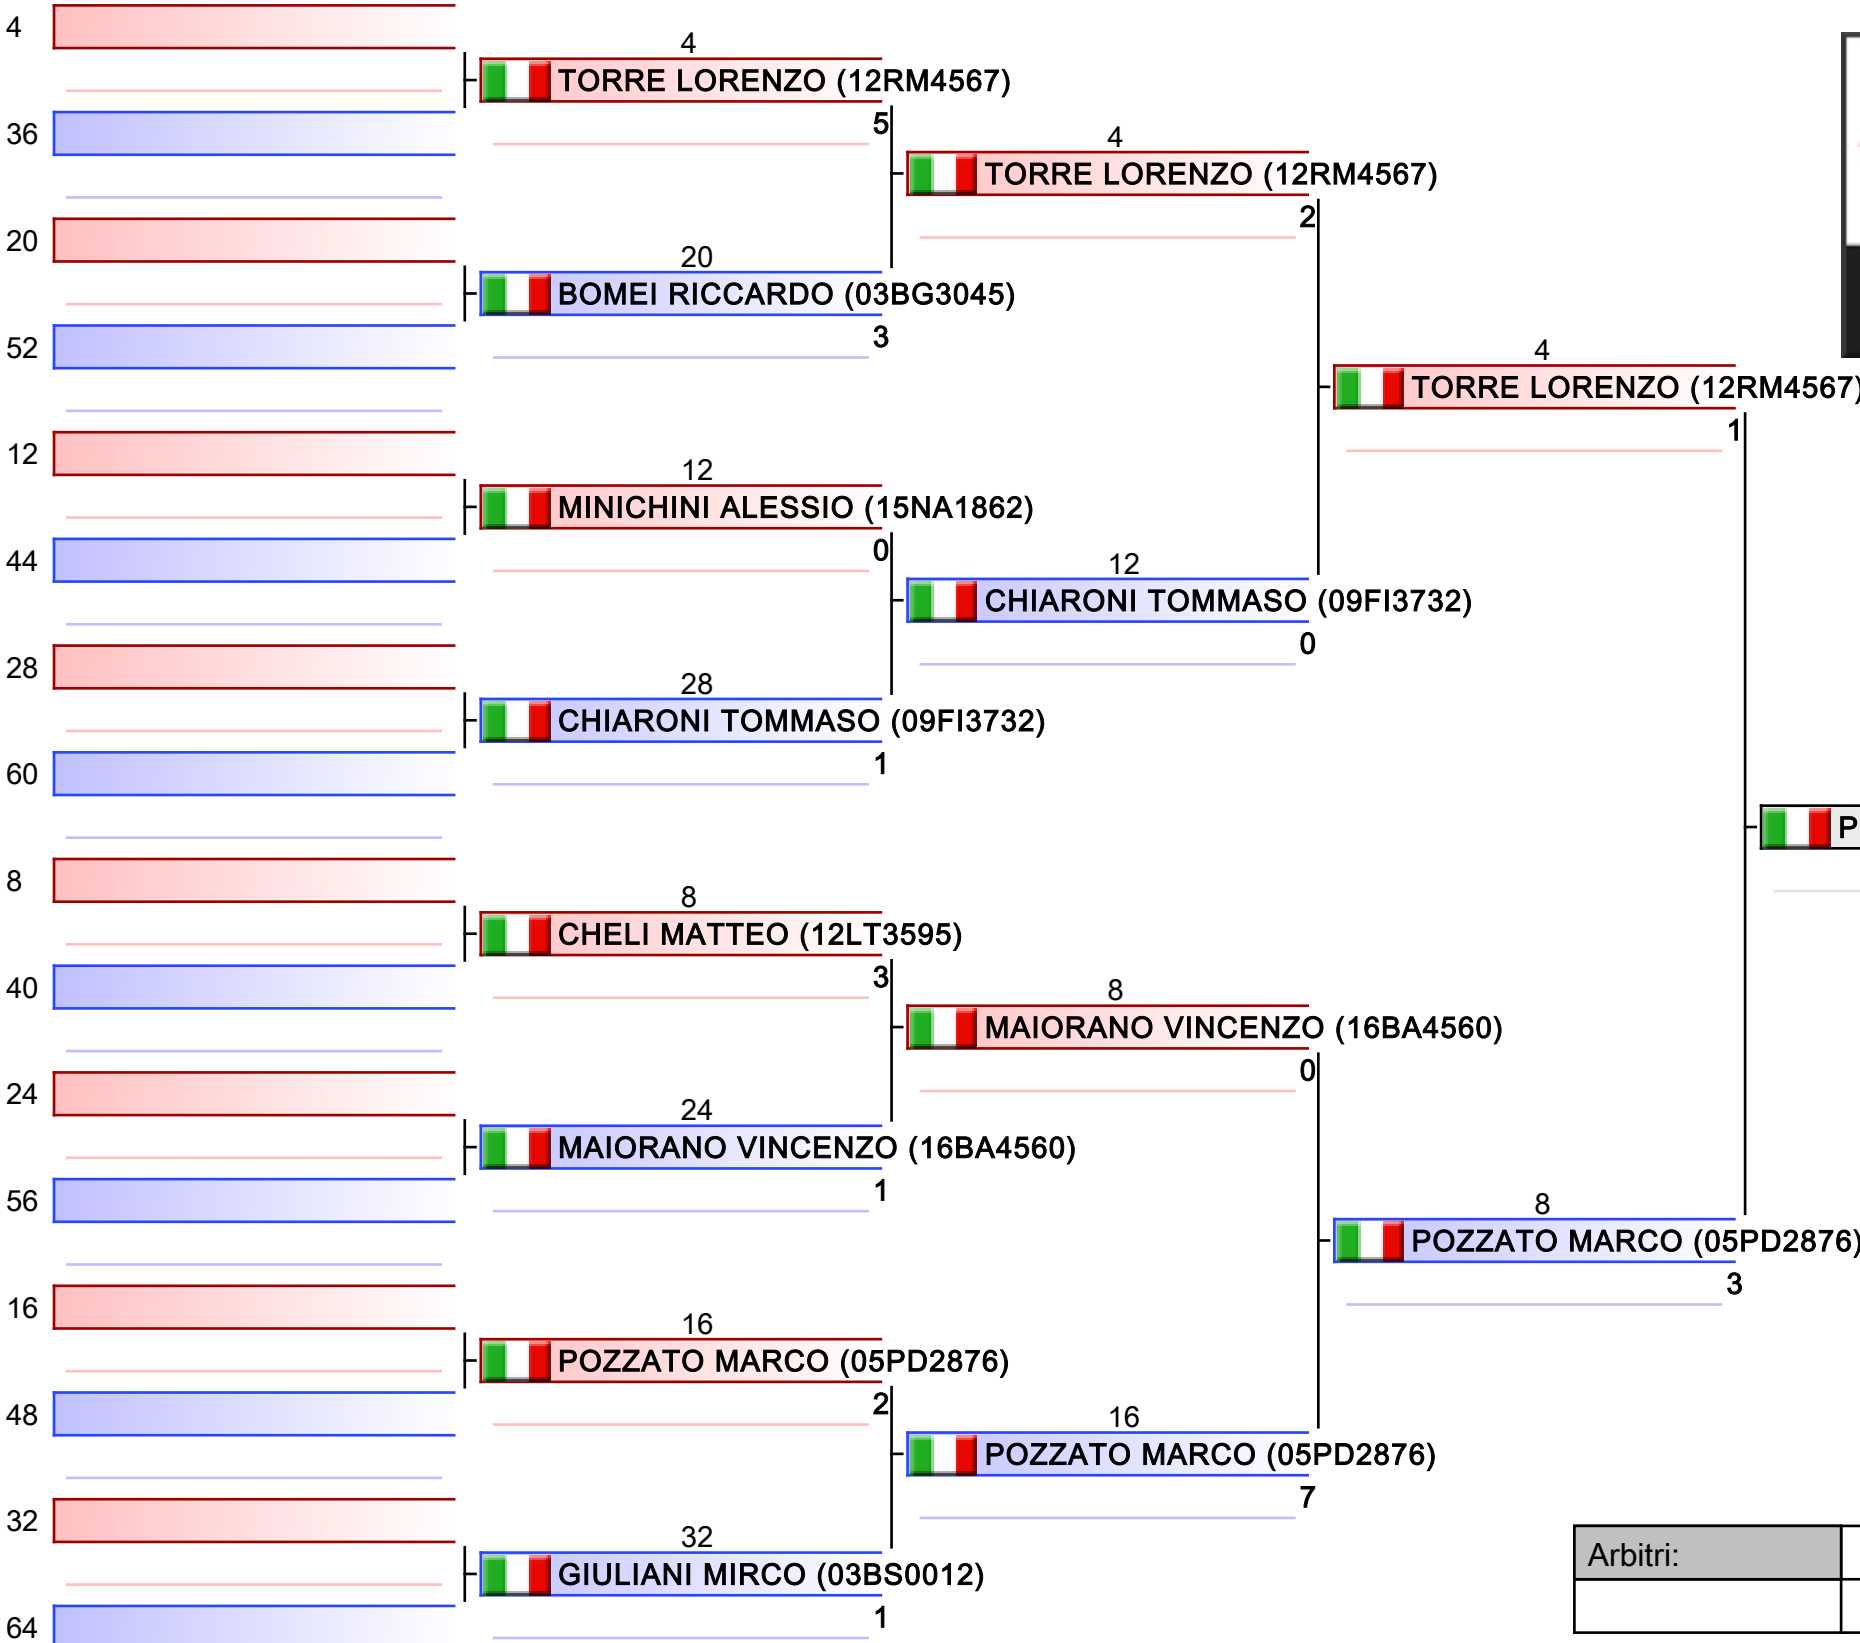 4
36
20
52
12
44
28
60
8
40
24
56
16
48
32
64
4
TORRE LORENZO (12RM4567)
5
20
BOMEI RICCARDO (03BG3045)
3
12
MINICHINI ALESSIO (15NA1862)
0
28
CHIARONI TOMMASO (09FI3732)
1
8
CHELI MATTEO (12LT3595)
3
24
MAIORANO VINCENZO (16BA4560)
1
16
POZZATO MARCO (05PD2876)
2
32
GIULIANI MIRCO (03BS0012)
1
4
TORRE LORENZO (12RM4567)
2
12
CHIARONI TOMMASO (09FI3732)
0
8
MAIORANO VINCENZO (16BA4560)
0
16
POZZATO MARCO (05PD2876)
7
4
TORRE LORENZO (12RM4567)
1
8
POZZATO MARCO (05PD2876)
3
P
Arbitri: